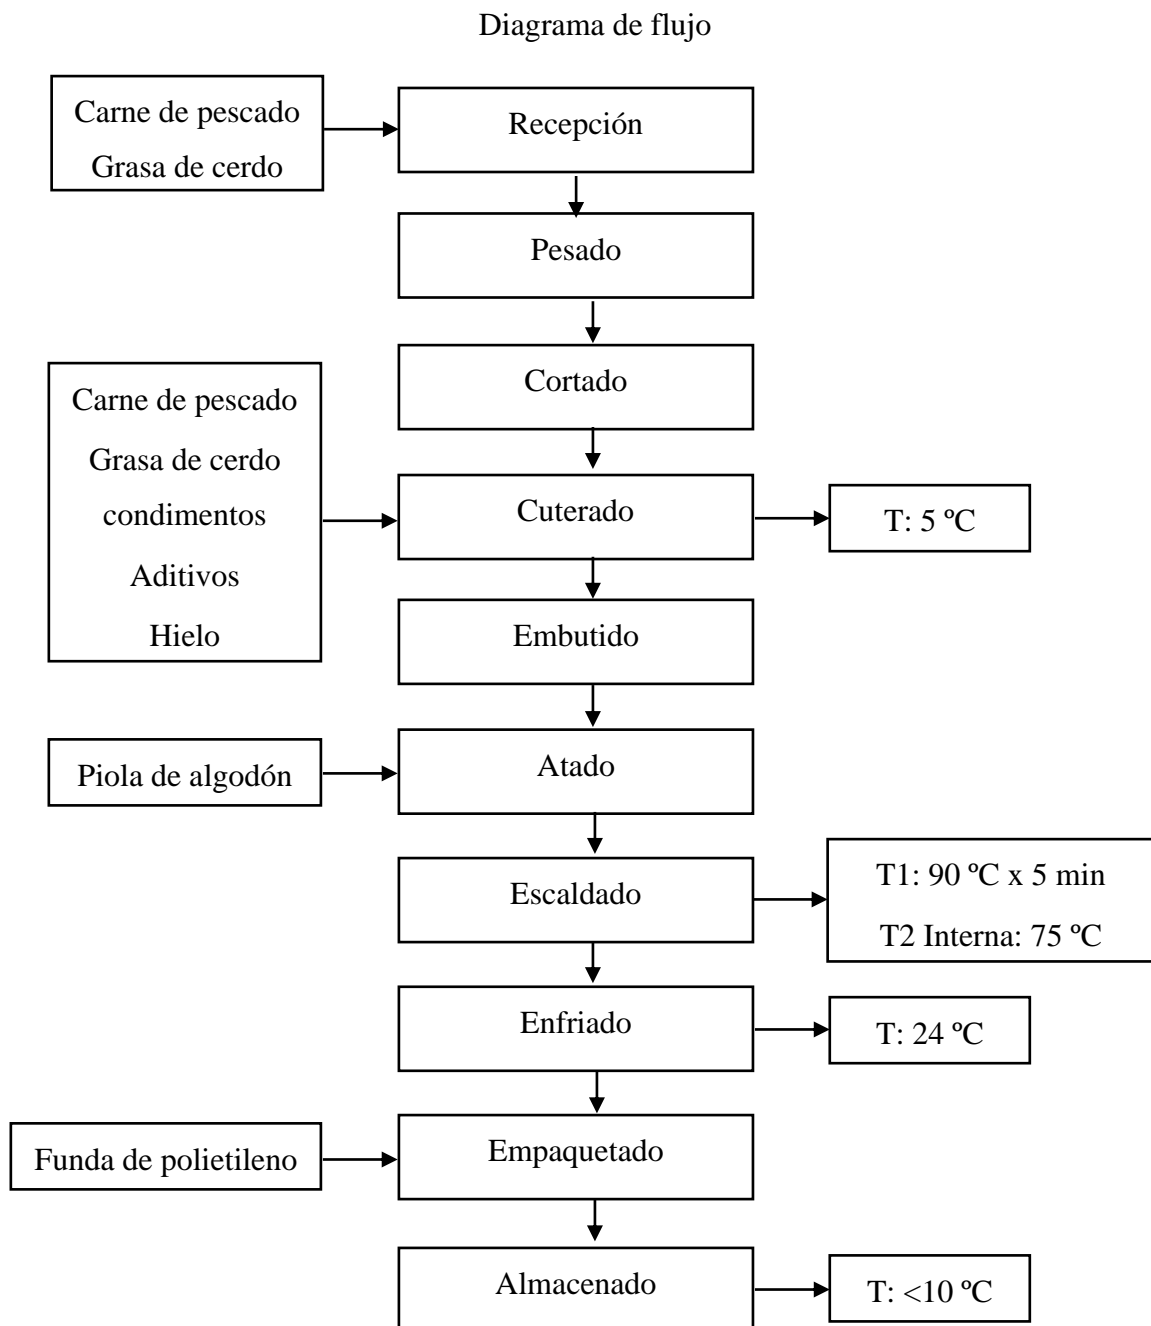 Diagrama de flujo
Carne de pescado
Grasa de cerdo
Recepción
Pesado
Cortado
Carne de pescado
Grasa de cerdo
condimentos
Aditivos
Hielo
Cuterado
T: 5 ºC
Embutido
Piola de algodón
Atado
Escaldado
T1: 90 ºC x 5 min
T2 Interna: 75 ºC
Enfriado
T: 24 ºC
Funda de polietileno
Empaquetado
Almacenado
T: <10 ºC